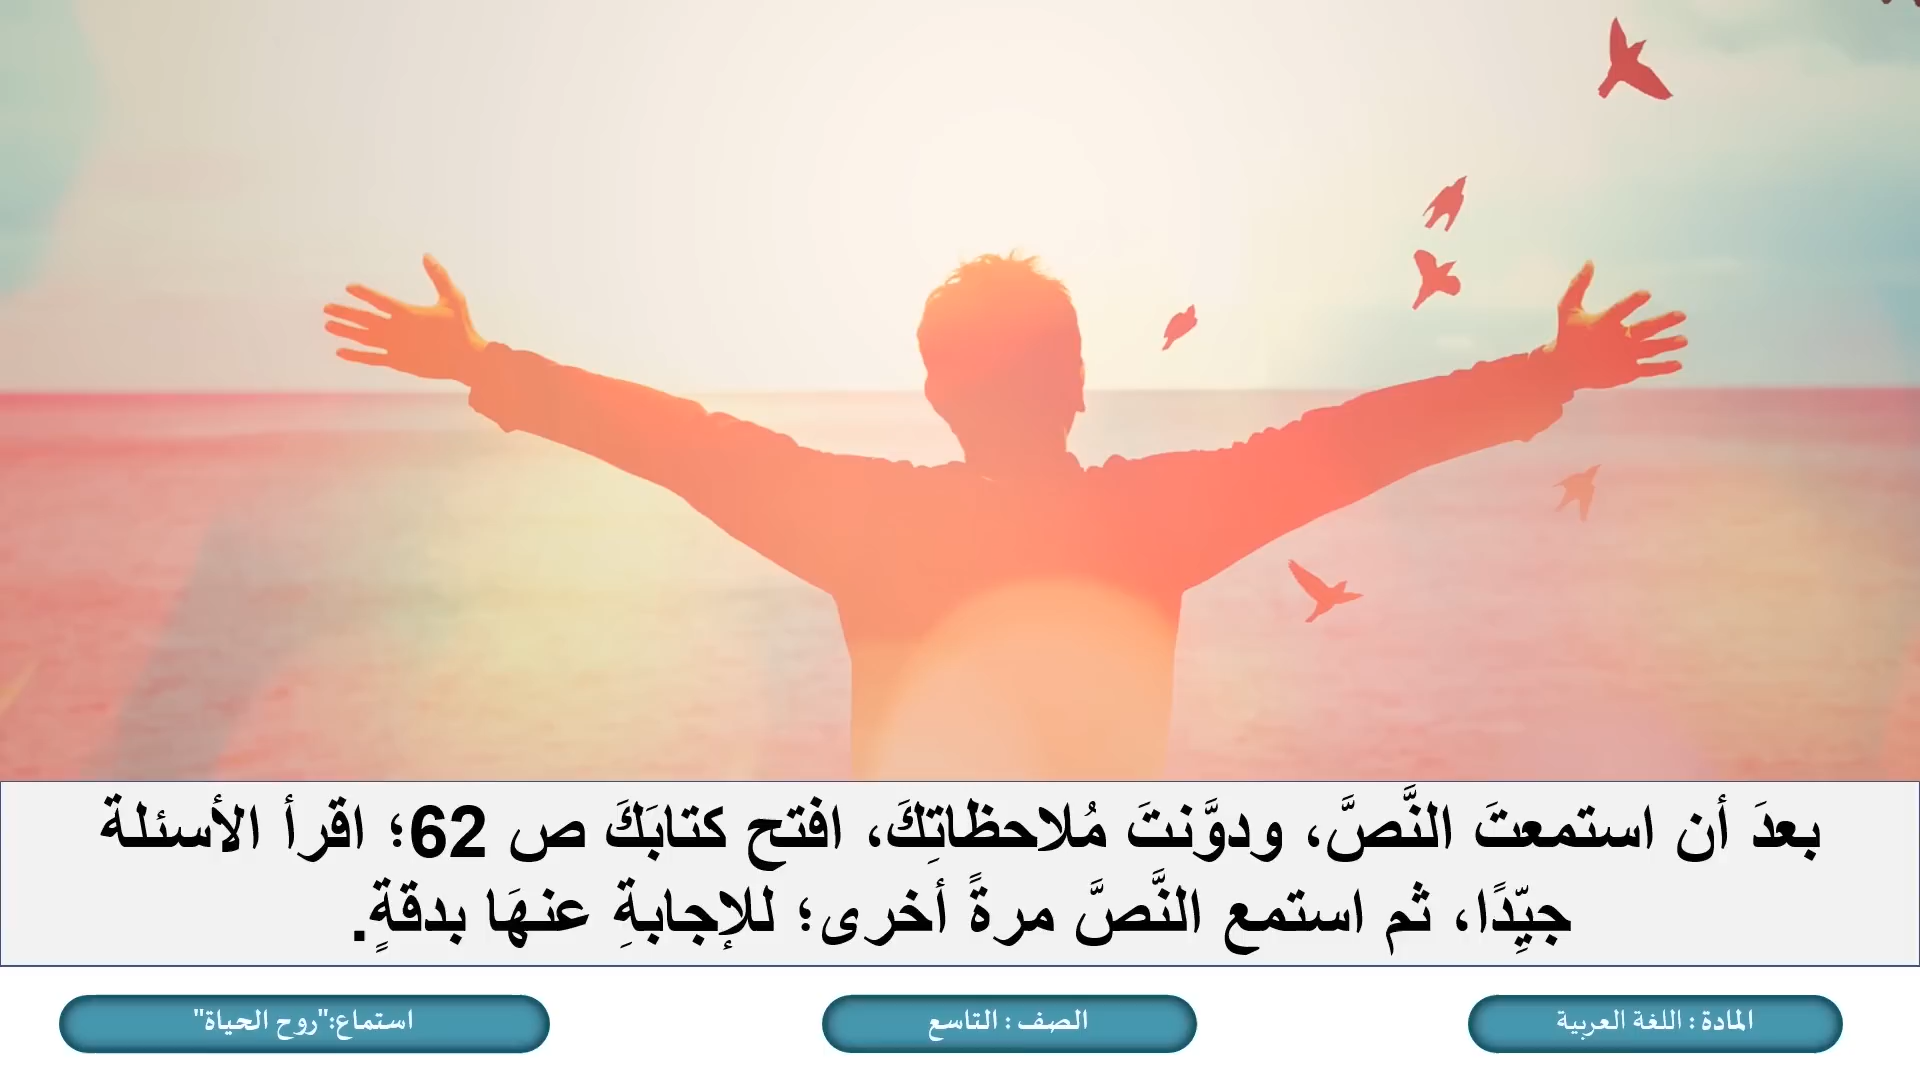 بعدَ أن استمعتَ النَّصَّ، ودوَّنتَ مُلاحظاتِكَ، افتح كتابَكَ ص 62؛ اقرأ الأسئلة
جيِّدًا، ثم استمع النَّصَّ مرةً أخرى؛ للإجابةِ عنهَا بدقةٍ.
المادة : اللغة العربية
الصف : التاسع
استماع:"روح الحياة"